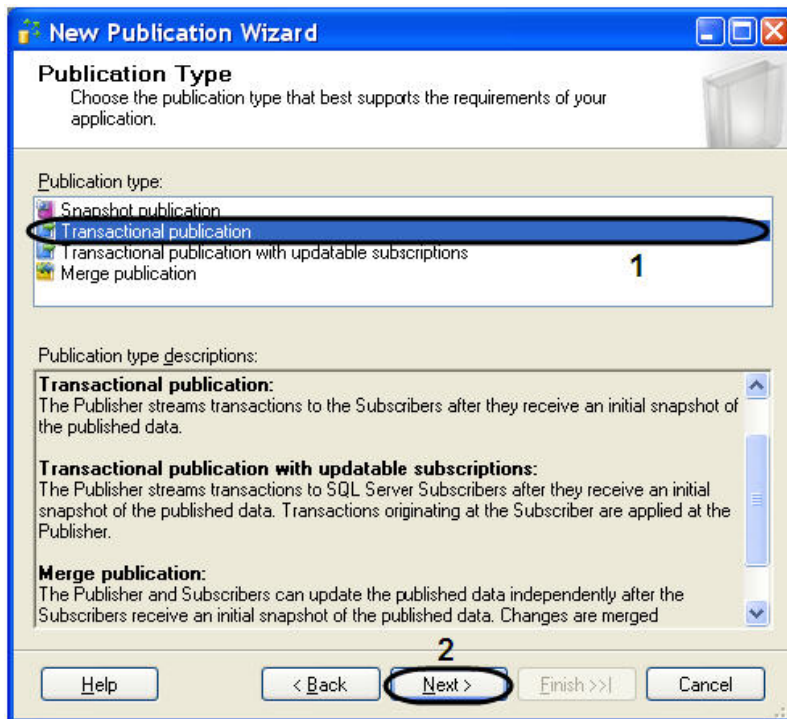 New Publication Wizard
Publication Type
Choose the publication type that best supports the requirements of your
application.
Publication type:
Snapshot publication
Transactional publication
Transactional publication with updatable subscriptions
Merge publication
1
Publication type descriptions:
Transactional publication:
The Publisher streams transactions to the Subscribers after they receive an initial snapshot of
the published data.
Transactional publication with updatable subscriptions:
The Publisher streams transactions to SQL Server Subscribers after they receive an initial
snapshot of the published data. Transactions originating at the Subscriber are applied at the
Publisher.
Merge publication:
The Publisher and Subscribers can update the published data independently after the
Subscribers receive an initial snapshot of the published data. Changes are merged
2
Help
< Back
Next >
Finish >>|
Cancel